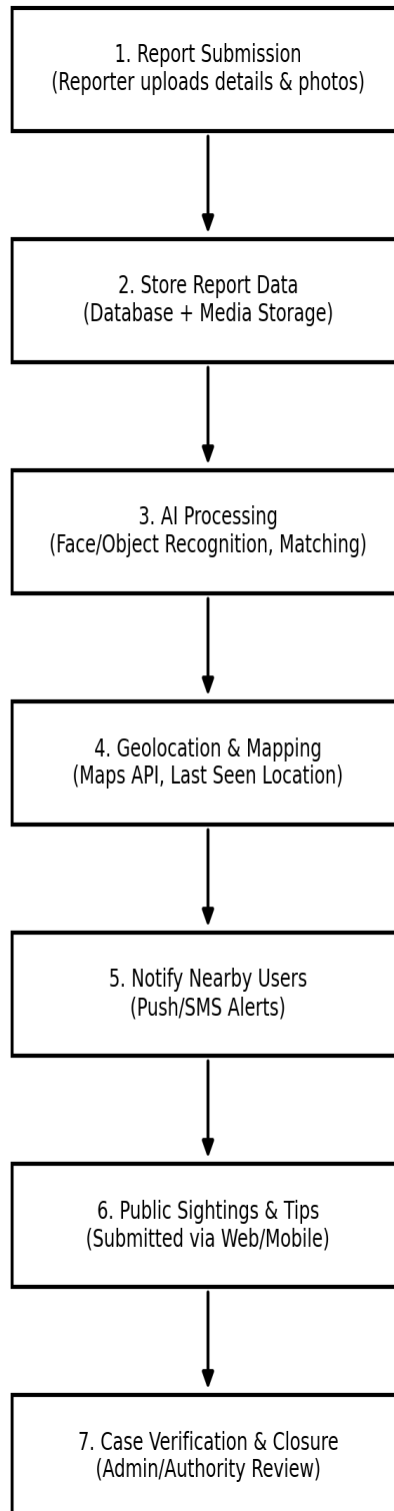 1. Report Submission
(Reporter uploads details & photos)
2. Store Report Data
(Database + Media Storage)
3. AI Processing
(Face/Object Recognition, Matching)
4. Geolocation & Mapping
(Maps API, Last Seen Location)
5. Notify Nearby Users
(Push/SMS Alerts)
6. Public Sightings & Tips
(Submitted via Web/Mobile)
7. Case Verification & Closure
(Admin/Authority Review)